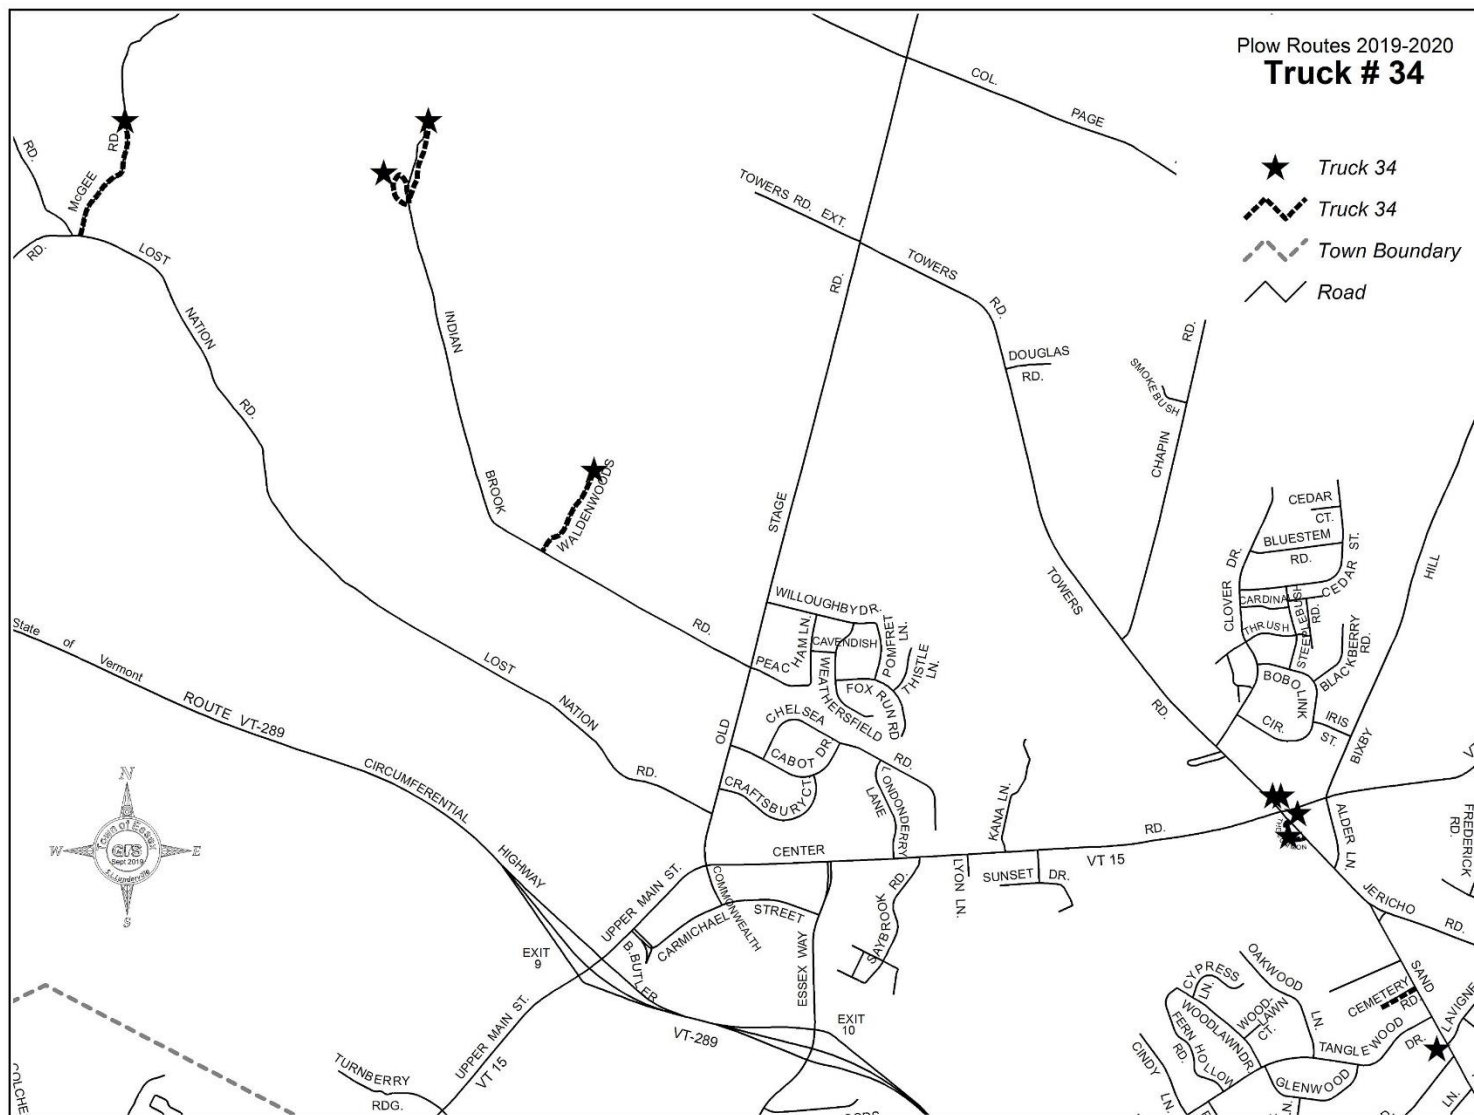 Plow Routes 2019-2020
Truck # 34
Truck 34
Truck 34
Town Boundary
Road
COL.
PAGE
RD.
McGEE
RD.
RD.
LOST
NATION
RD.
LOST
NATION
RD.
INDIAN
BROOK
RD.
WALDENWOODS
TOWERS RD. EXT.
TOWERS
RD.
TOWERS
RD.
DOUGLAS
RD.
SMOKEBUSH
CHAPIN
RD.
RD.
STAGE
OLD
WILLOUGHBY DR.
HAM LN.
PEAC
CAVENDISH
POMFRET
LN.
THISTLE
LN.
WEATHERSFIELD
FOX RUN RD
CHELSEA
RD.
CABOT DR
CRAFTSBURY CT
LONDONDERRY
LANE
KANA LN.
CEDAR
CT.
BLUESTEM
RD.
CEDAR ST.
CLOVER DR.
CARDINAL
THRUSH
STEEPLEBUSH
RD.
BLACKBERRY
RD.
BOBOLINK
CIR.
IRIS
ST.
BIXBY
HILL
ALDER LN.
FREDERICK
RD.
JERICHO
RD.
State of Vermont
ROUTE VT-289
CIRCUMFERENTIAL
HIGHWAY
N
W
E
S
Town of Essex
GIS
Sept 2019
S.L.Lunderville
CENTER
RD.
VT 15
LYON LN.
SUNSET DR.
SAYBROOK
RD.
UPPER MAIN ST.
COMMONWEALTH
CARMICHAEL
STREET
ESSEX WAY
B. BUTLER
EXIT
9
UPPER MAIN ST.
VT 15
VT-289
EXIT
10
TURNBERRY
RDG.
COLCHE
SAND
CEMETERY
RD.
LAVIGNE
OAKWOOD
LN.
CYPRESS
LN.
WOODLAWN DR.
WOOD-
LAWN
CT.
FERN HOLLOW
RD.
CINDY
LN.
TANGLEWOOD
DR.
GLENWOOD
RD.
LN.